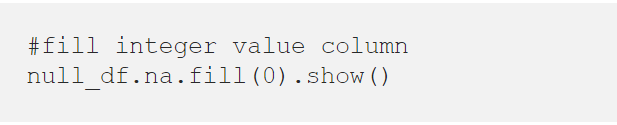 #fill integer value column
null_df.na.fill(0).show()